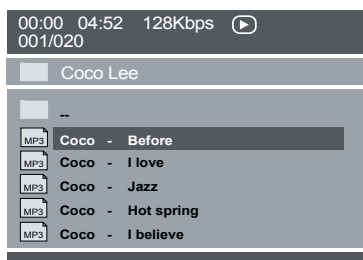 00:00 04:52 128Kbps
001/020
Coco Lee
--
MP3 Coco - Before
MP3 Coco - I love
MP3 Coco - Jazz
MP3 Coco - Hot spring
MP3 Coco - I believe